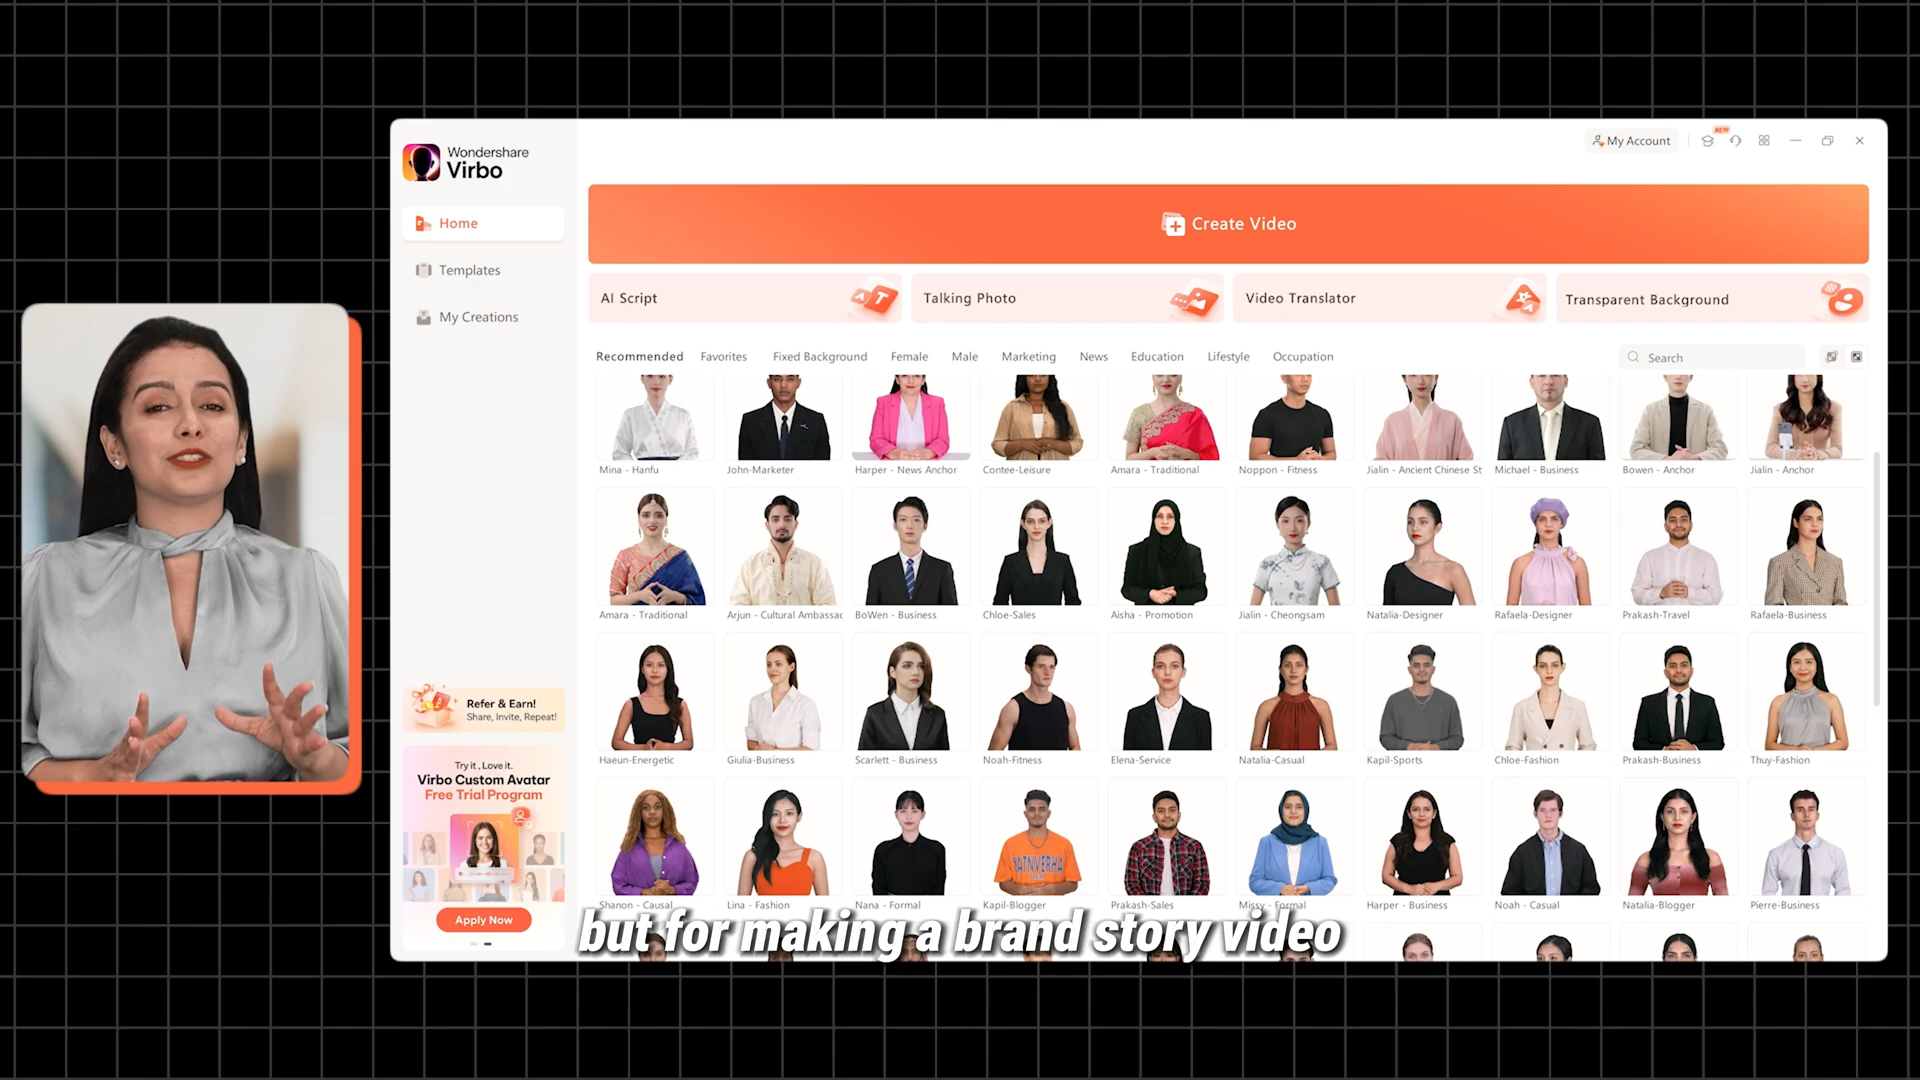 Wondershare
Virbo
My Account
NEW
Home
Templates
My Creations
Create Video
AI Script
Talking Photo
Video Translator
Transparent Background
Recommended
Favorites
Fixed Background
Female
Male
Marketing
News
Education
Lifestyle
Occupation
Search
Mina - Hanfu
John-Marketer
Harper - News Anchor
Contee-Leisure
Amara - Traditional
Noppon - Fitness
Jialin - Ancient Chinese St
Michael - Business
Bowen - Anchor
Jialin - Anchor
Amara - Traditional
Arjun - Cultural Ambassac
BoWen - Business
Chloe-Sales
Aisha - Promotion
Jialin - Cheongsam
Natalia-Designer
Rafaela-Designer
Prakash-Travel
Rafaela-Business
Haeun-Energetic
Giulia-Business
Scarlett - Business
Noah-Fitness
Elena-Service
Natalia-Casual
Kapil-Sports
Chloe-Fashion
Prakash-Business
Thuy-Fashion
Shanon - Causal
Lina - Fashion
Nana - Formal
Kapil-Blogger
Prakash-Sales
Missy - Formal
Harper - Business
Noah - Casual
Natalia-Blogger
Pierre-Business
Refer & Earn!
Share, Invite, Repeat!
Try it , Love it.
Virbo Custom Avatar
Free Trial Program
Apply Now
but for making a brand story video